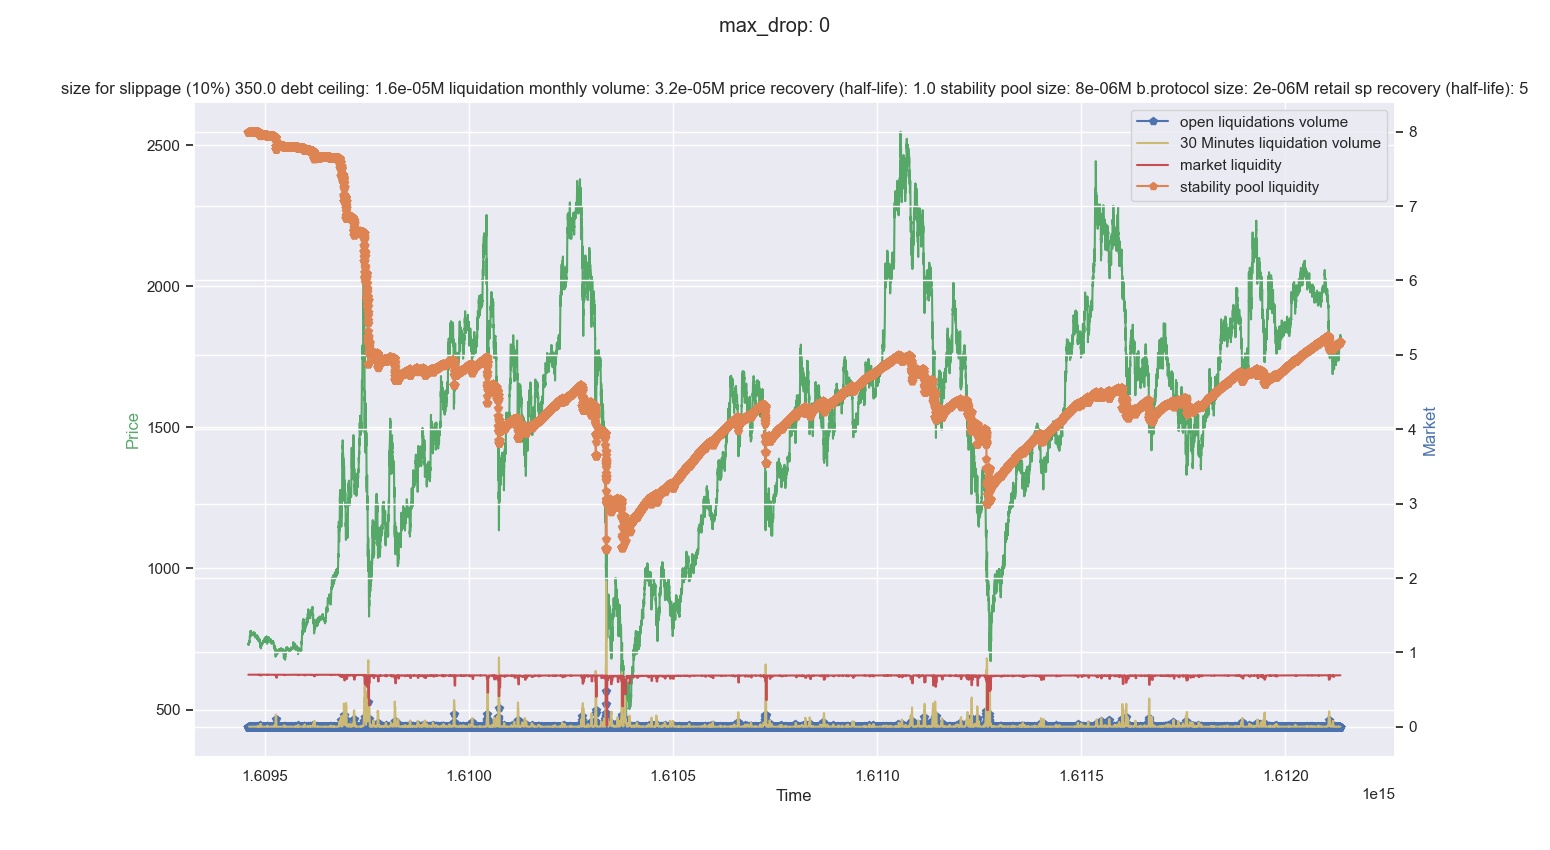 max_drop: 0
size for slippage (10%) 350.0 debt ceiling: 1.6e-05M liquidation monthly volume: 3.2e-05M price recovery (half-life): 1.0 stability pool size: 8e-06M b.protocol size: 2e-06M retail sp recovery (half-life): 5
open liquidations volume
30 Minutes liquidation volume
market liquidity
stability pool liquidity
2500
2000
1500
1000
500
Price
8
7
6
5
4
3
2
1
0
Market
1.6095 1.6100 1.6105 1.6110 1.6115 1.6120
Time
1e15